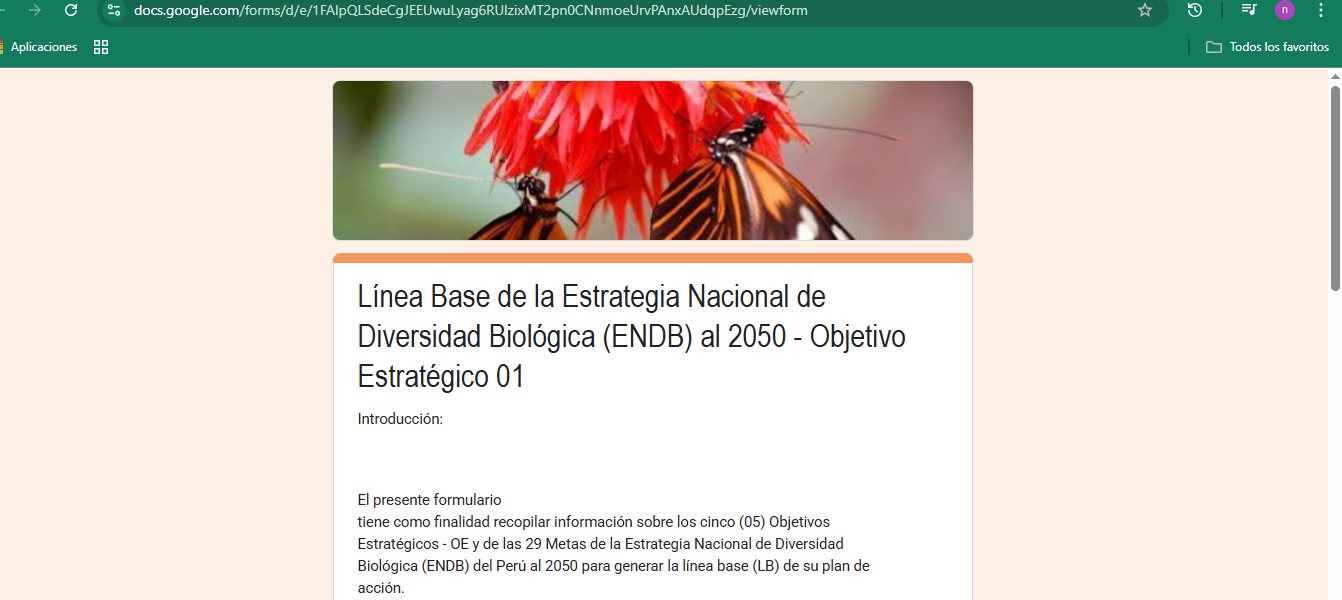 docs.google.com/forms/d/e/1FAIpQLSdeCgJEEUwuLyag6RUlzixMT2pn0CNnmoeUrvPAnxAUdqpEzg/viewform
n
Aplicaciones
Todos los favoritos
Línea Base de la Estrategia Nacional de
Diversidad Biológica (ENDB) al 2050 - Objetivo
Estratégico 01
Introducción:
El presente formulario
tiene como finalidad recopilar información sobre los cinco (05) Objetivos
Estratégicos - OE y de las 29 Metas de la Estrategia Nacional de Diversidad
Biológica (ENDB) del Perú al 2050 para generar la línea base (LB) de su plan de
acción.